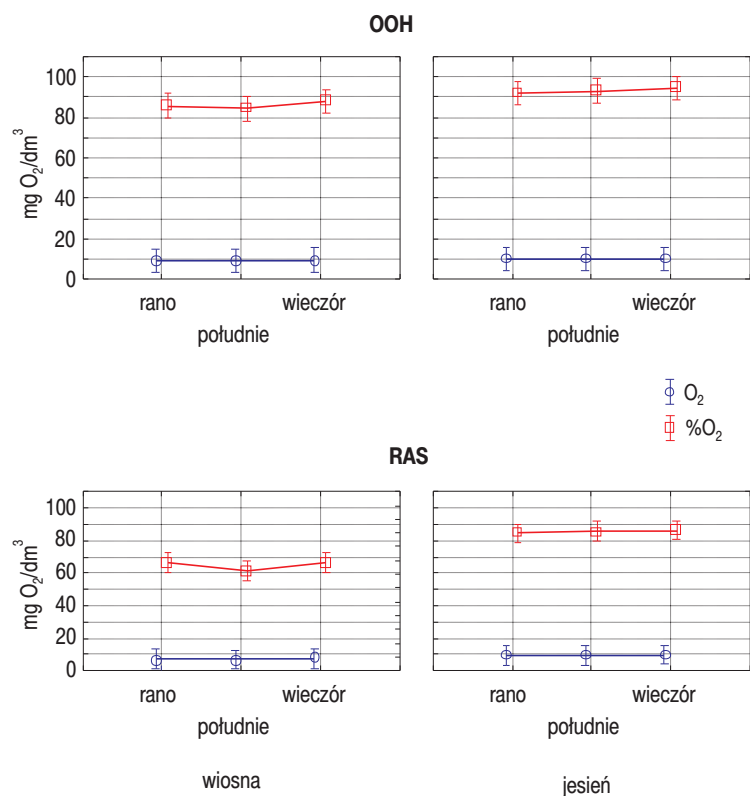 OOH
mg O₂/dm³
100
80
60
40
20
0
rano
wieczór
południe
rano
wieczór
południe
O₂
%O₂
RAS
mg O₂/dm³
100
80
60
40
20
0
rano
wieczór
południe
rano
wieczór
południe
wiosna
jesień